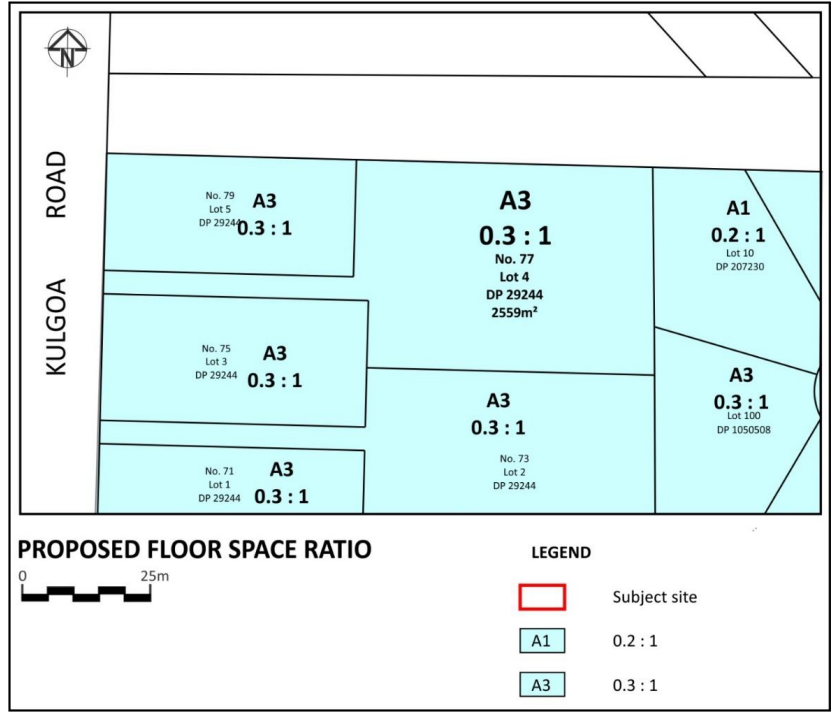 N
KULGOA ROAD
No. 79
Lot 5
DP 29244
A3
0.3 : 1
A3
0.3 : 1
No. 77
Lot 4
DP 29244
2559m²
A1
0.2 : 1
Lot 10
DP 207230
No. 75
Lot 3
DP 29244
A3
0.3 : 1
A3
0.3 : 1
No. 73
Lot 2
DP 29244
A3
0.3 : 1
Lot 100
DP 1050508
No. 71
Lot 1
DP 29244
A3
0.3 : 1
PROPOSED FLOOR SPACE RATIO
0 25m
LEGEND
Subject site
A1 0.2 : 1
A3 0.3 : 1